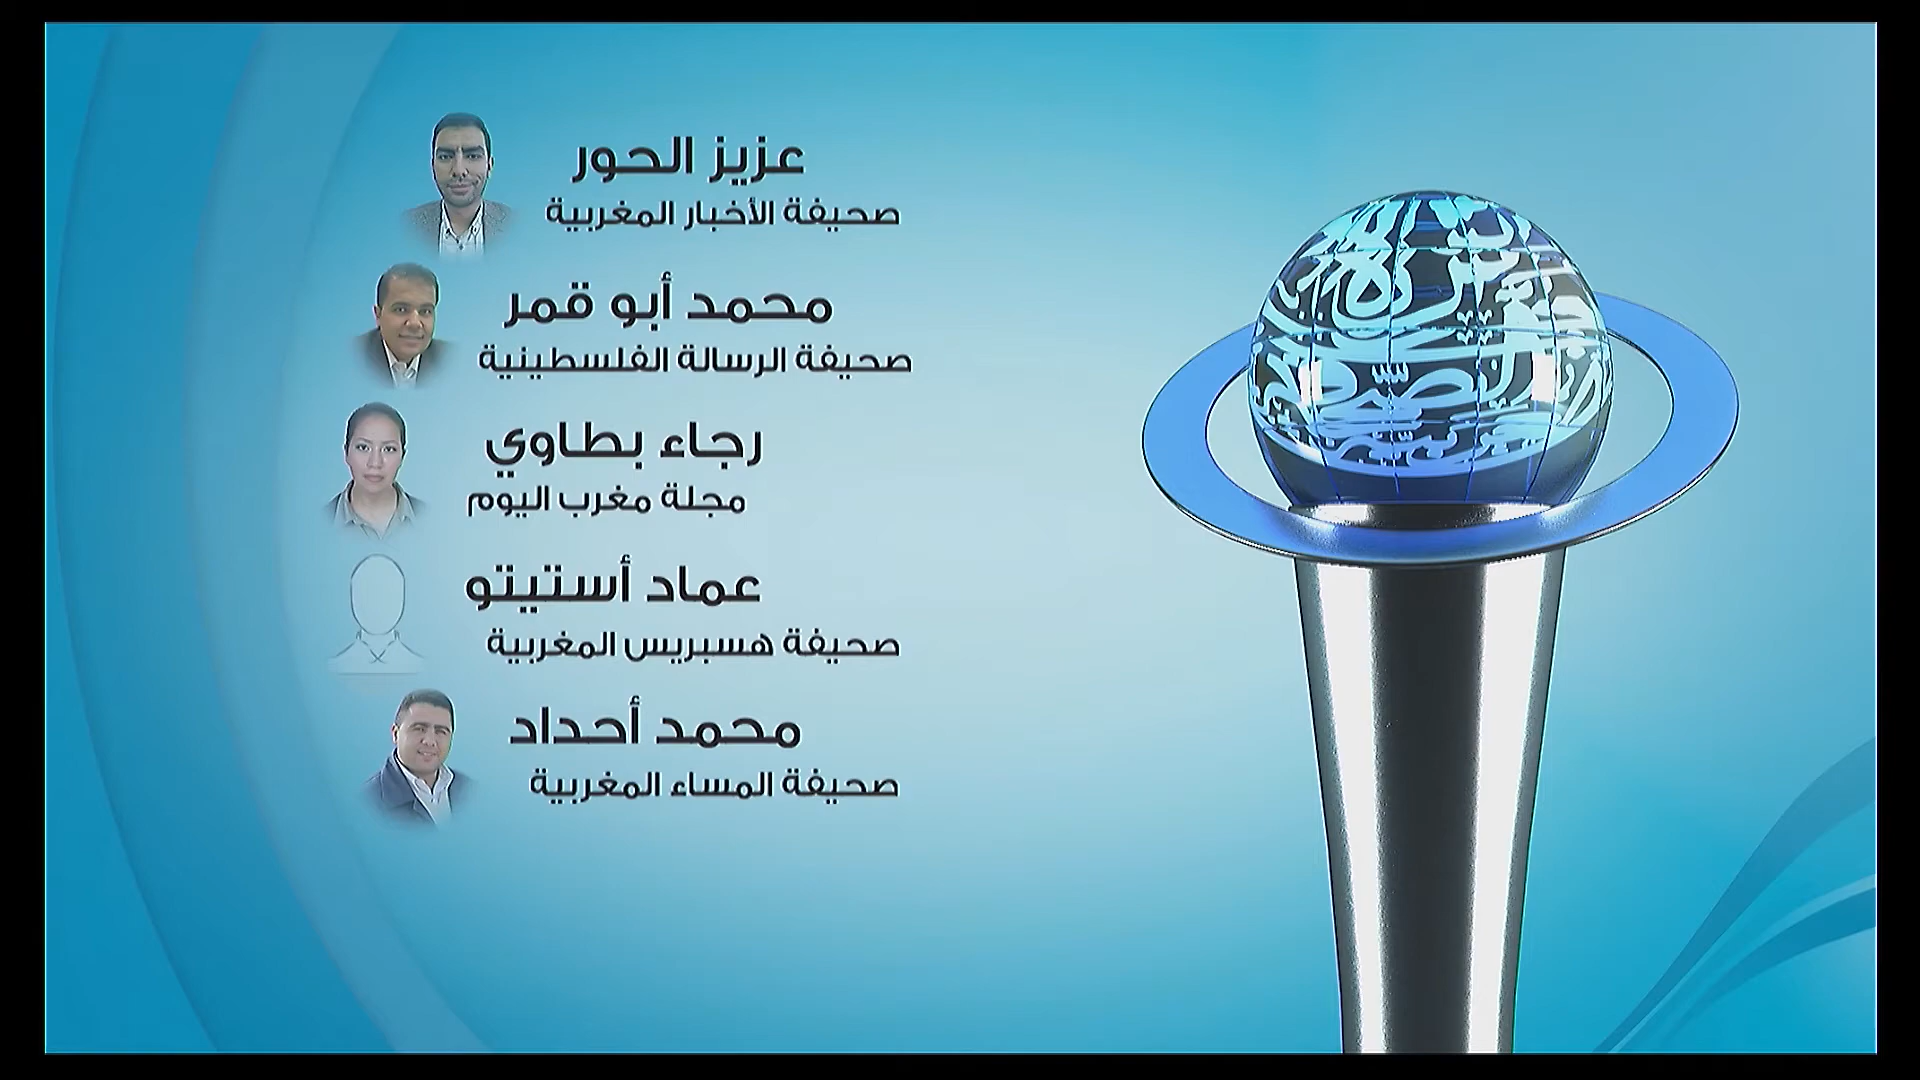 عزيز الحور
صحيفة الأخبار المغربية
محمد أبو قمر
صحيفة الرسالة الفلسطينية
رجاء بطاوي
مجلة مغرب اليوم
عماد أستيتو
صحيفة هسبريس المغربية
محمد أحداد
صحيفة المساء المغربية